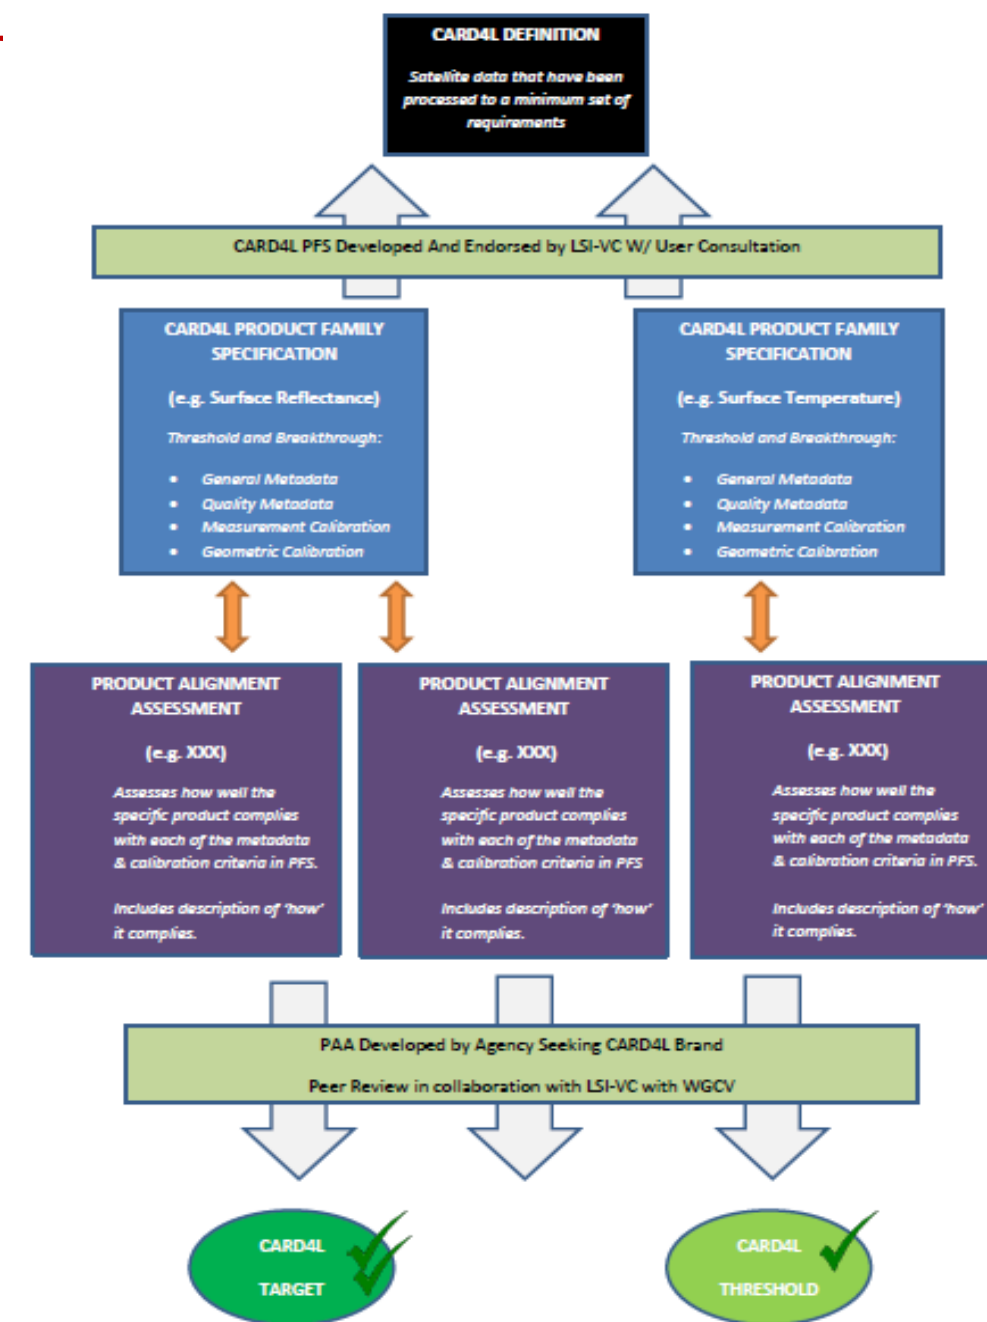 CARD4L DEFINITION
Satellite data that have been
processed to a minimum set of
requirements
CARD4L PFS Developed And Endorsed by LSI-VC W/ User Consultation
CARD4L PRODUCT FAMILY
SPECIFICATION
(e.g. Surface Reflectance)
Threshold and Breakthrough:
• General Metadata
• Quality Metadata
• Measurement Calibration
• Geometric Calibration
CARD4L PRODUCT FAMILY
SPECIFICATION
(e.g. Surface Temperature)
Threshold and Breakthrough:
• General Metadata
• Quality Metadata
• Measurement Calibration
• Geometric Calibration
PRODUCT ALIGNMENT
ASSESSMENT
(e.g. XXX)
Assesses how well the
specific product complies
with each of the metadata
& calibration criteria in PFS.
Includes description of 'how'
it complies.
PRODUCT ALIGNMENT
ASSESSMENT
(e.g. XXX)
Assesses how well the
specific product complies
with each of the metadata
& calibration criteria in PFS
Includes description of 'how'
it complies.
PRODUCT ALIGNMENT
ASSESSMENT
(e.g. XXX)
Assesses how well the
specific product complies
with each of the metadata
& calibration criteria in PFS.
Includes description of 'how'
it complies.
PAA Developed by Agency Seeking CARD4L Brand
Peer Review in collaboration with LSI-VC with WGCV
CARD4L
TARGET
CARD4L
THRESHOLD